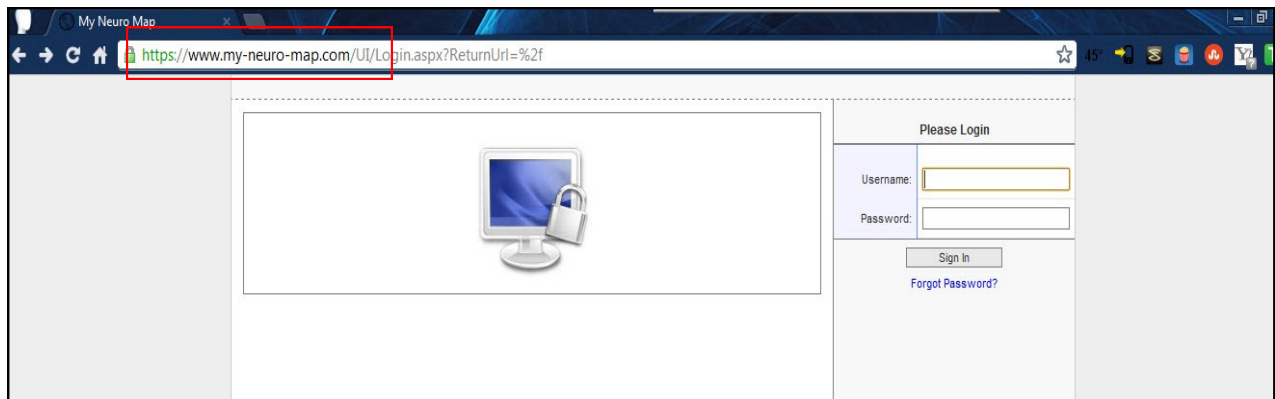 My Neuro Map
https://www.my-neuro-map.com/UI/Login.aspx?ReturnUrl=%2f
45°
Please Login
Username:
Password:
Sign In
Forgot Password?